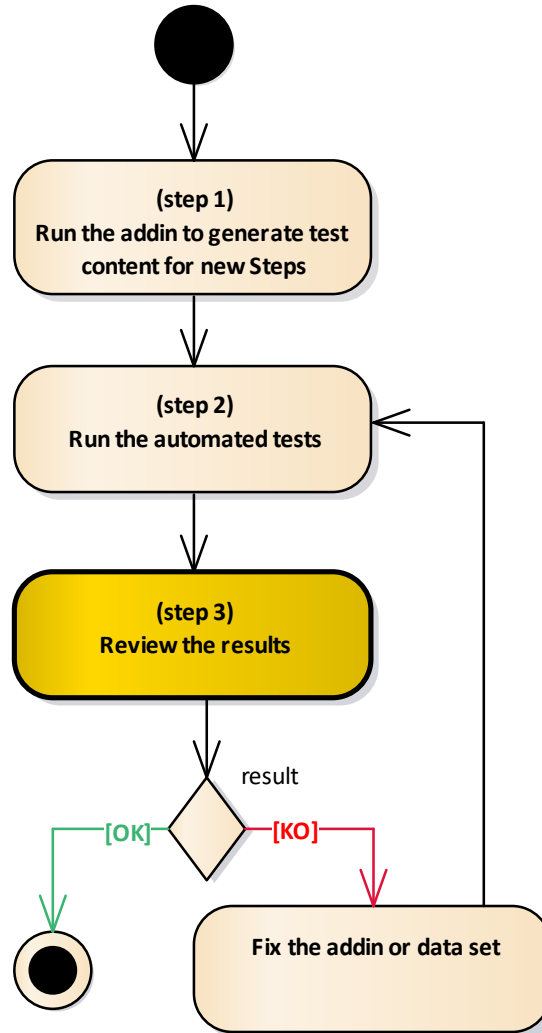 (step 1)
Run the addin to generate test
content for new Steps
(step 2)
Run the automated tests
(step 3)
Review the results
result
[OK]
[KO]
Fix the addin or data set